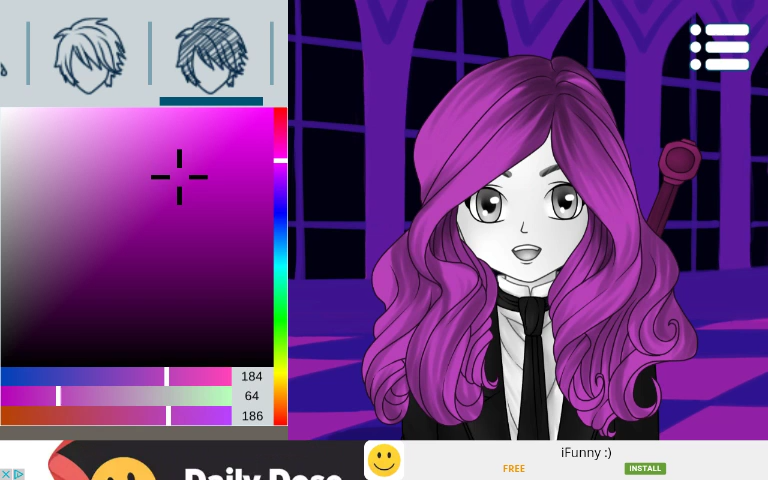 184
64
186
Daily Dose
iFunny :)
FREE
INSTALL